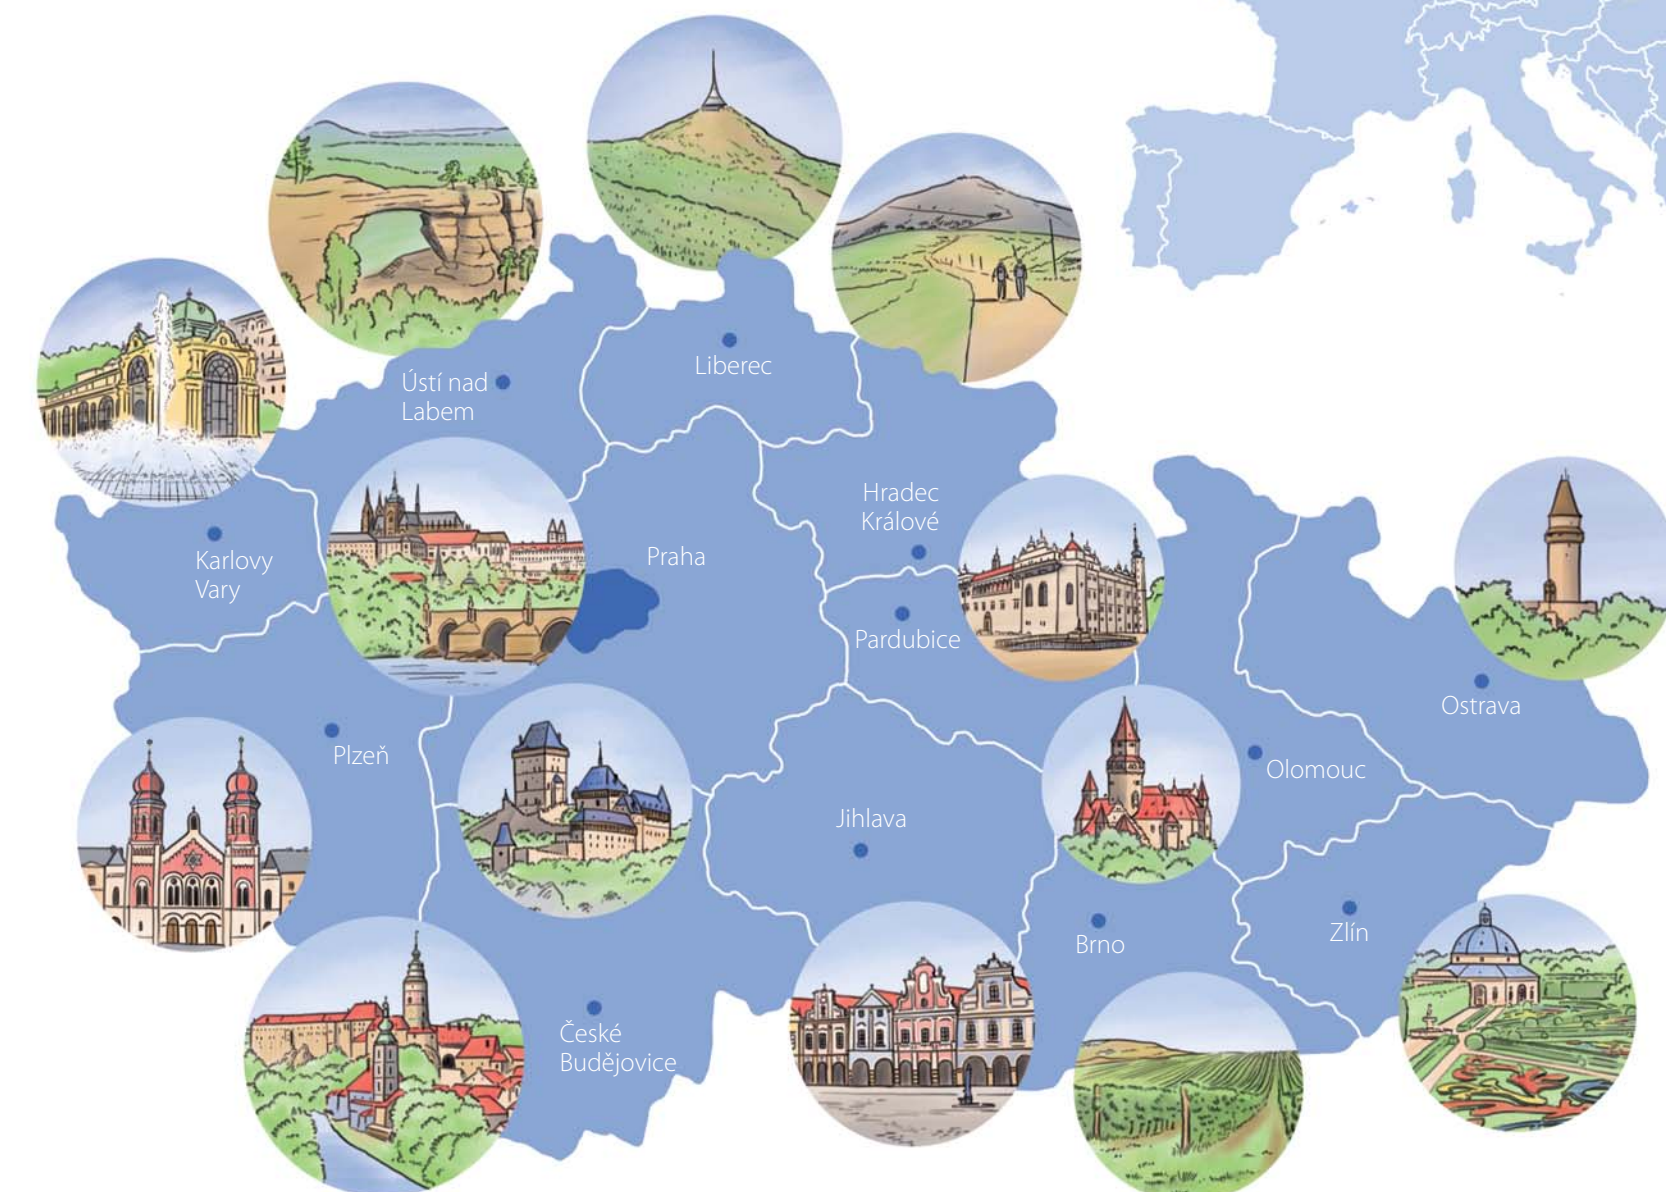 Liberec
Ústí nad
Labem
Hradec
Králové
Praha
Karlovy
Vary
Pardubice
Ostrava
Plzeň
Olomouc
Jihlava
Zlín
Brno
České
Budějovice